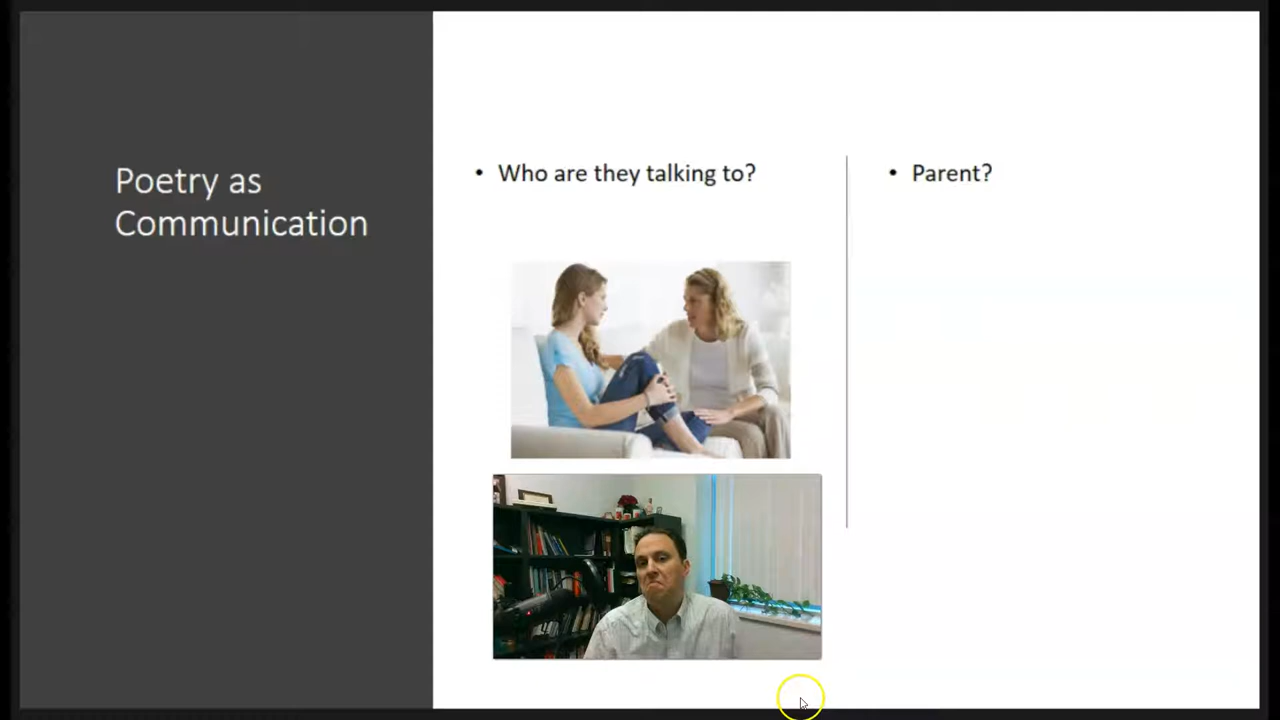 Poetry as
Communication
• Who are they talking to?
• Parent?